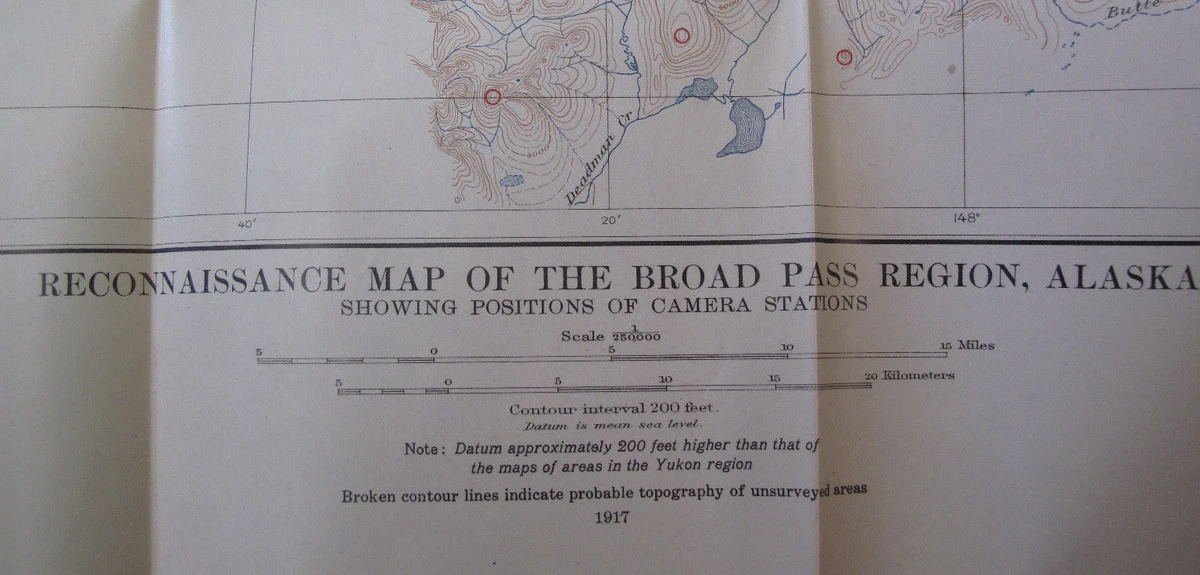 Butte
Deadman Cr
5000
40'
20'
148°
RECONNAISSANCE MAP OF THE BROAD PASS REGION, ALASKA
SHOWING POSITIONS OF CAMERA STATIONS
Scale 1/250,000
5 0 5 10 15 Miles
5 0 5 10 15 20 Kilometers
Contour interval 200 feet.
Datum is mean sea level.
Note: Datum approximately 200 feet higher than that of
the maps of areas in the Yukon region
Broken contour lines indicate probable topography of unsurveyed areas
1917